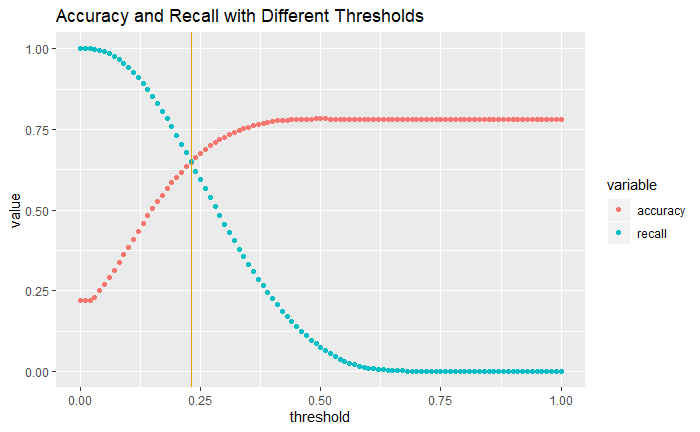 Accuracy and Recall with Different Thresholds
1.00
0.75
0.50
0.25
0.00
value
0.00 0.25 0.50 0.75 1.00
threshold
variable
accuracy
recall